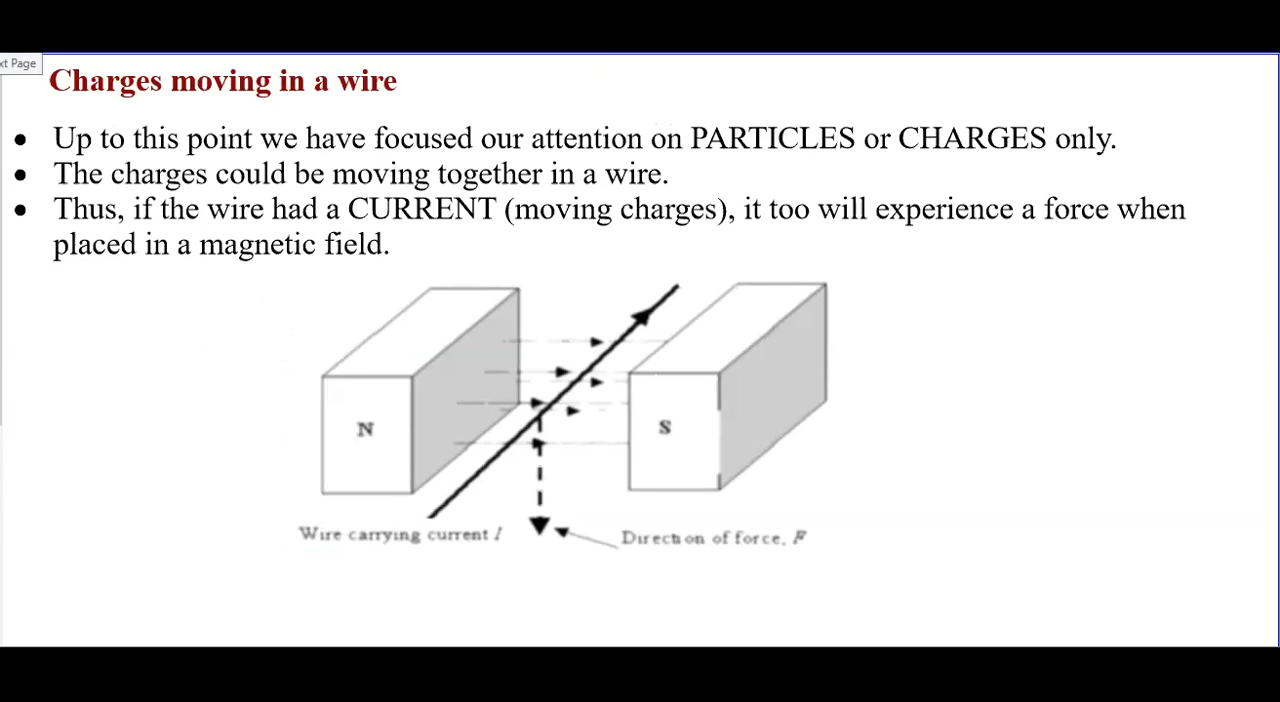 xt Page
Charges moving in a wire
• Up to this point we have focused our attention on PARTICLES or CHARGES only.
• The charges could be moving together in a wire.
• Thus, if the wire had a CURRENT (moving charges), it too will experience a force when
placed in a magnetic field.
N
S
Wire carrying current I
Direction of force, F